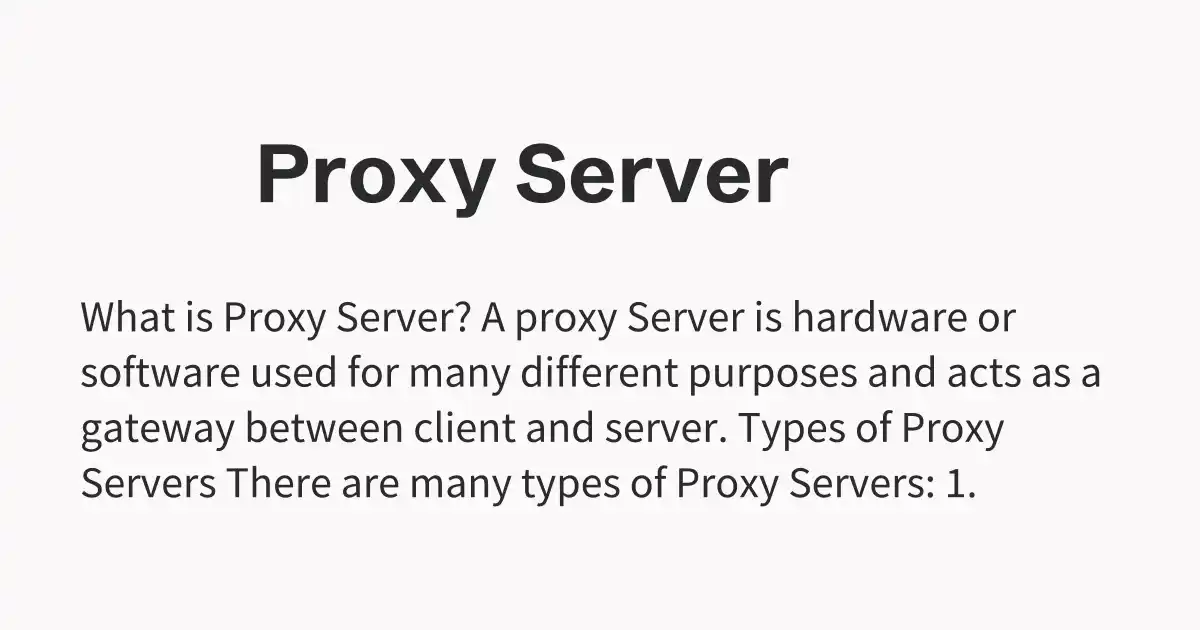 Proxy Server
What is Proxy Server? A proxy Server is hardware or
software used for many different purposes and acts as a
gateway between client and server. Types of Proxy
Servers There are many types of Proxy Servers: 1.